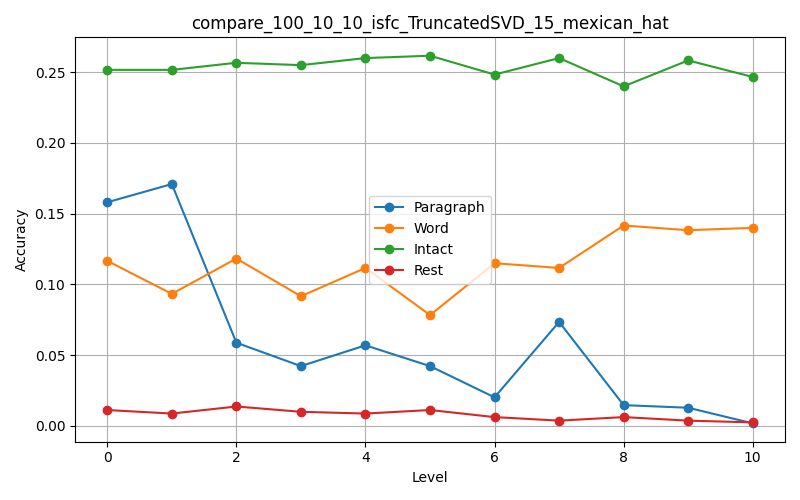 compare_100_10_10_isfc_TruncatedSVD_15_mexican_hat
Accuracy
0.25
0.20
0.15
0.10
0.05
0.00
Paragraph
Word
Intact
Rest
0 2 4 6 8 10
Level